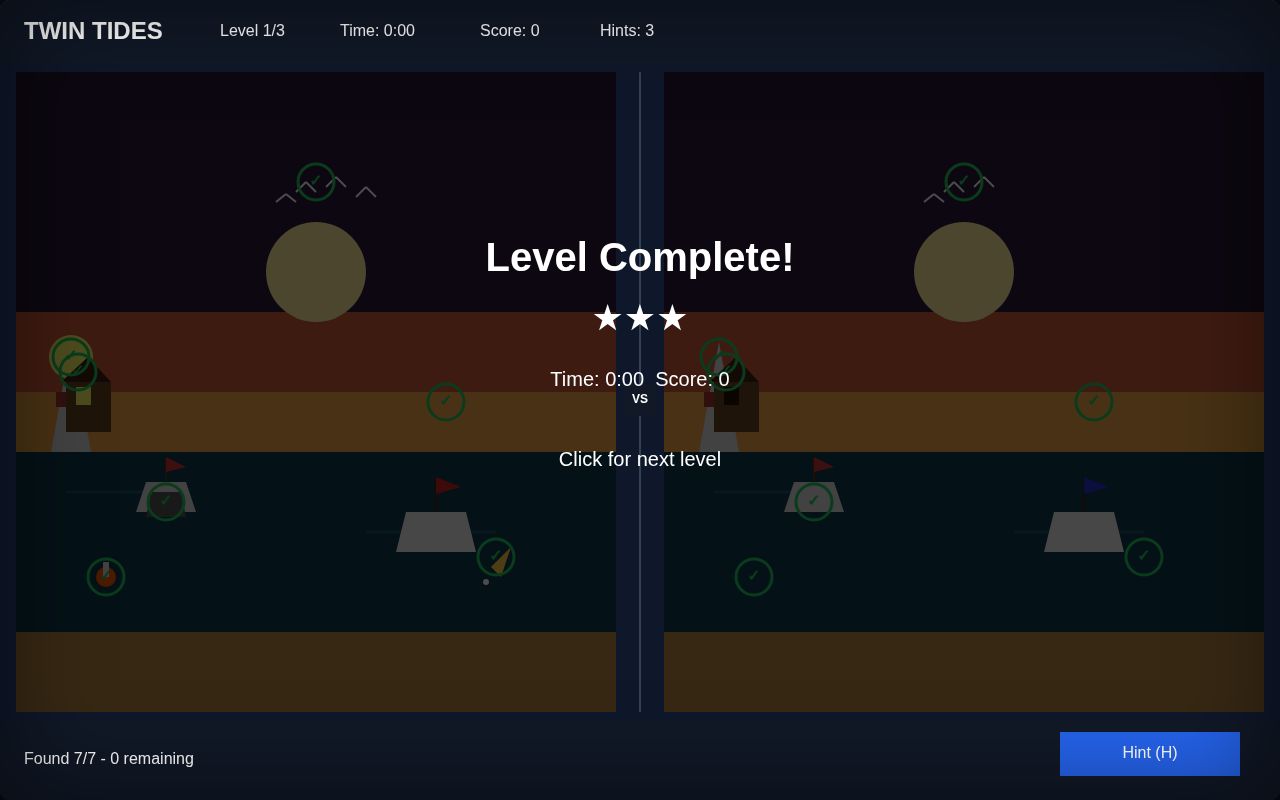 TWIN TIDES Level 1/3 Time: 0:00 Score: 0 Hints: 3
Level Complete!
★★★
Time: 0:00 Score: 0
VS
Click for next level
Found 7/7 - 0 remaining
Hint (H)